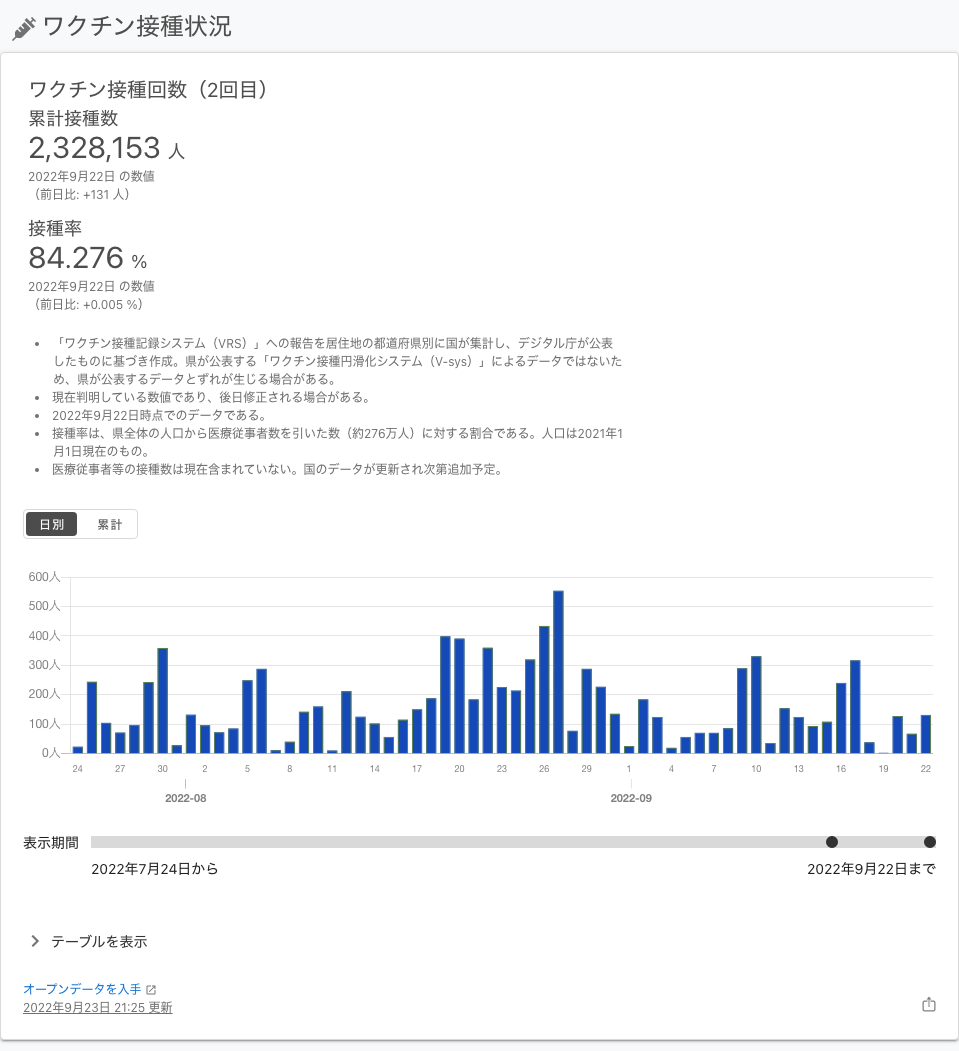 ワクチン接種状況
ワクチン接種回数（2回目）
累計接種数
2,328,153 人
2022年9月22日 の数値
（前日比: +131 人）
接種率
84.276 %
2022年9月22日 の数値
（前日比: +0.005 %）
• 「ワクチン接種記録システム（VRS）」への報告を居住地の都道府県別に国が集計し、デジタル庁が公表
したものに基づき作成。県が公表する「ワクチン接種円滑化システム（V-sys）」によるデータではないた
め、県が公表するデータとずれが生じる場合がある。
• 現在判明している数値であり、後日修正される場合がある。
• 2022年9月22日時点でのデータである。
• 接種率は、県全体の人口から医療従事者数を引いた数（約276万人）に対する割合である。人口は2021年1
月1日現在のもの。
• 医療従事者等の接種数は現在含まれていない。国のデータが更新され次第追加予定。
日別 累計
600人
500人
400人
300人
200人
100人
0人
24 27 30 2 5 8 11 14 17 20 23 26 29 1 4 7 10 13 16 19 22
2022-08 2022-09
表示期間
2022年7月24日から 2022年9月22日まで
テーブルを表示
オープンデータを入手
2022年9月23日 21:25 更新